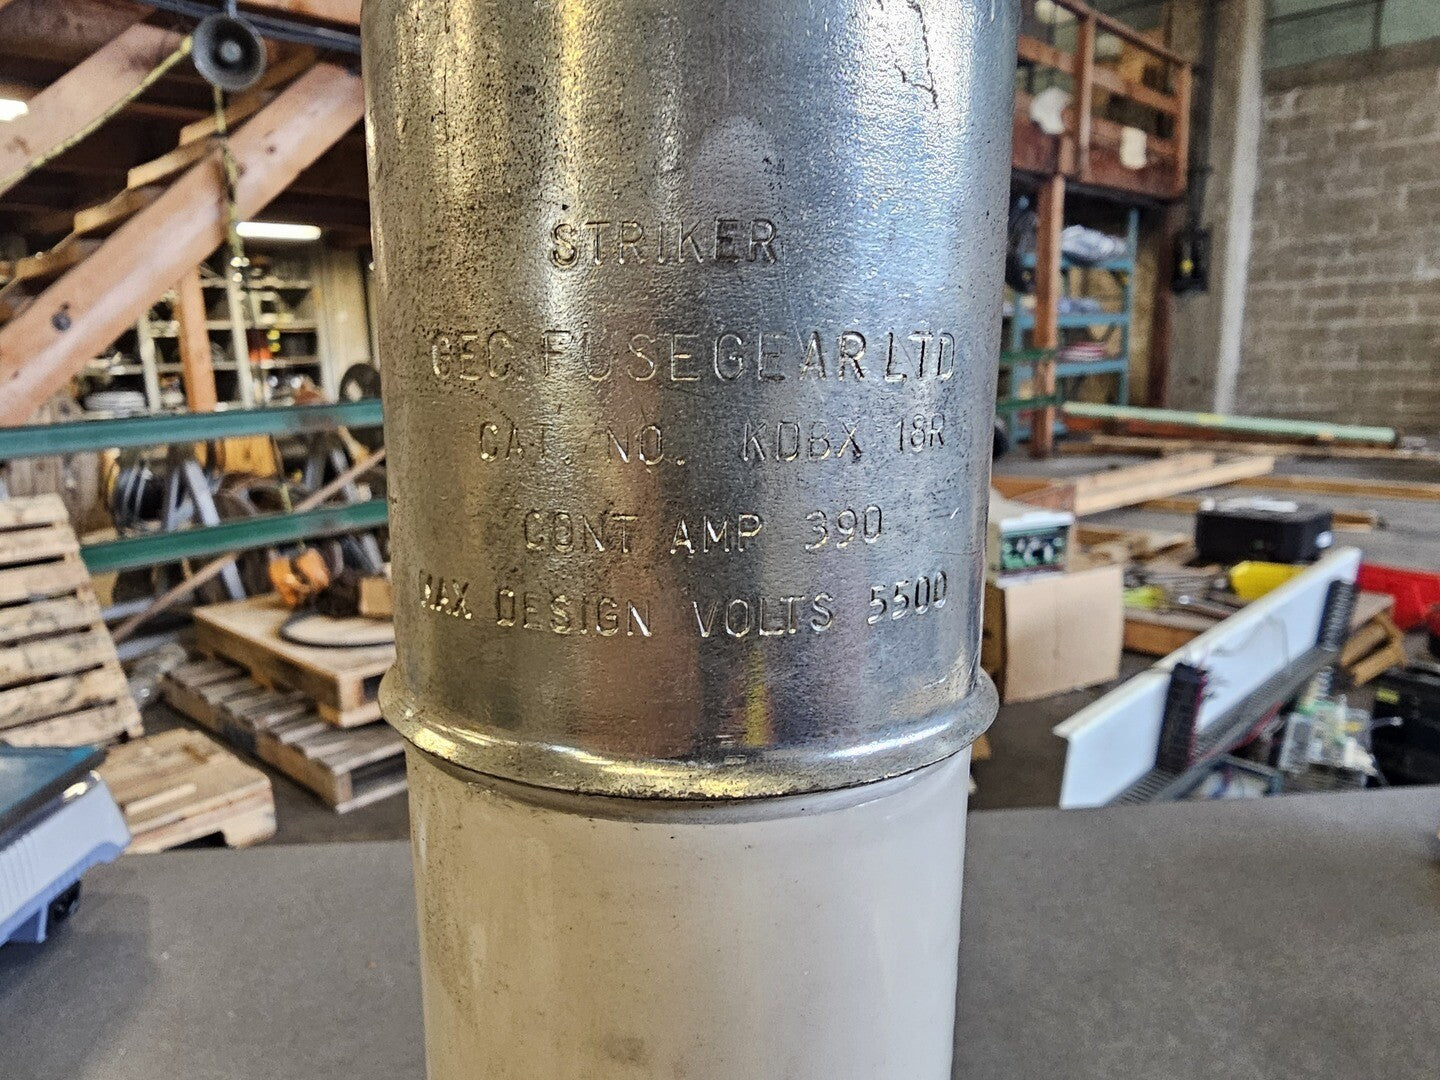 STRIKER
GEC. FUSEGEAR LTD
CAT. NO. KDBX 18R
CONT AMP 390
MAX DESIGN VOLTS 5500